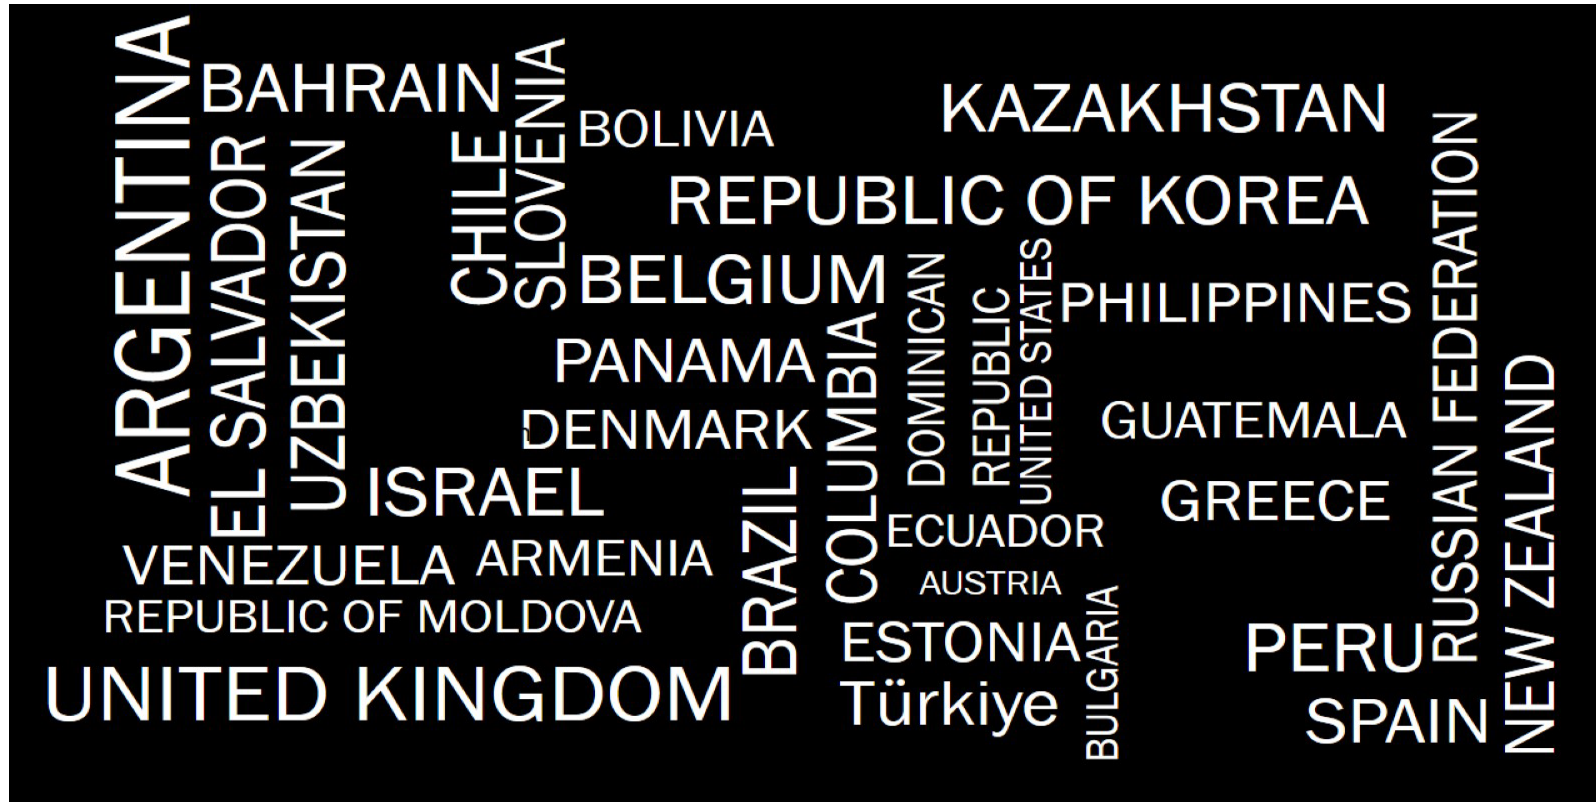 ARGENTINA
BAHRAIN
SLOVENIA
BOLIVIA
KAZAKHSTAN
EL SALVADOR
UZBEKISTAN
CHILE
REPUBLIC OF KOREA
RUSSIAN FEDERATION
BELGIUM
DOMINICAN
REPUBLIC
UNITED STATES
PHILIPPINES
PANAMA
COLUMBIA
DENMARK
GUATEMALA
NEW ZEALAND
ISRAEL
BRAZIL
GREECE
ECUADOR
VENEZUELA
ARMENIA
AUSTRIA
REPUBLIC OF MOLDOVA
ESTONIA
BULGARIA
PERU
UNITED KINGDOM
Türkiye
SPAIN